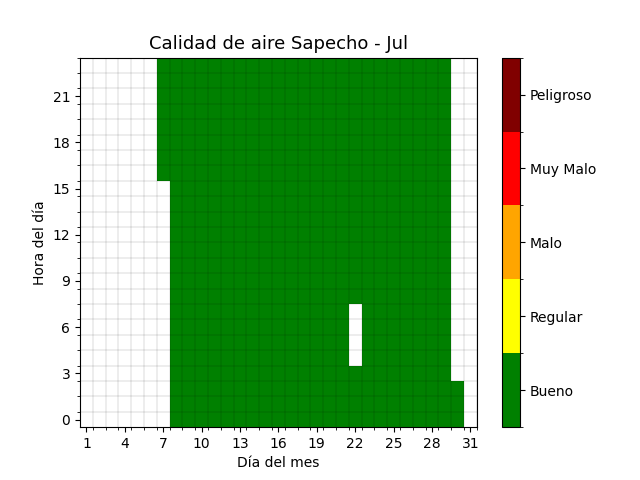 Calidad de aire Sapecho - Jul
Hora del día
21
18
15
12
9
6
3
0
1 4 7 10 13 16 19 22 25 28 31
Día del mes
Peligroso
Muy Malo
Malo
Regular
Bueno